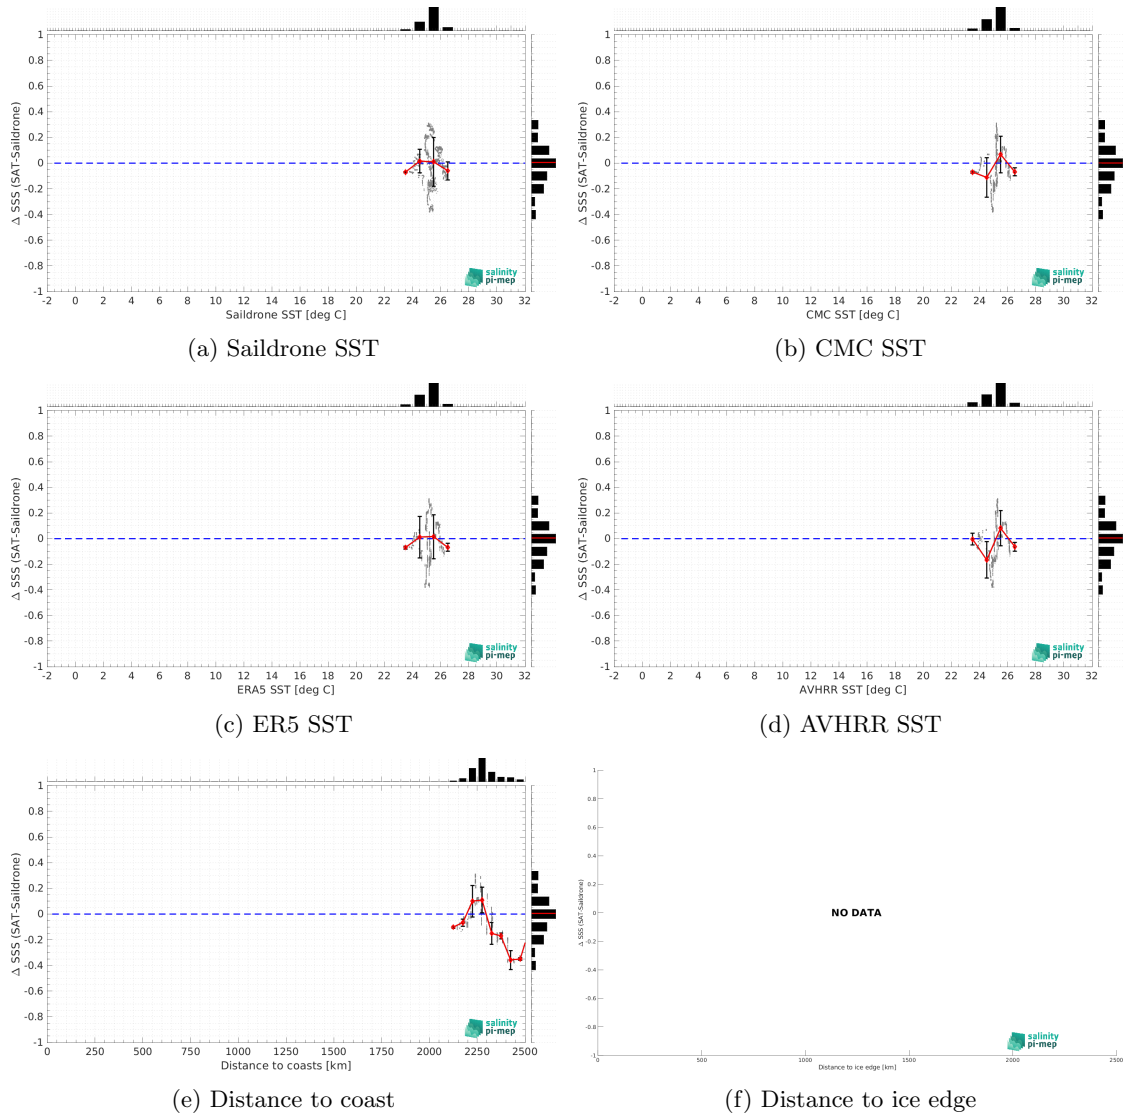 1
0.8
0.6
0.4
0.2
0
-0.2
-0.4
-0.6
-0.8
-1
Δ SSS (SAT-Saildrone)
salinity
pi-mep
-2 0 2 4 6 8 10 12 14 16 18 20 22 24 26 28 30 32
Saildrone SST [deg C]
(a) Saildrone SST
1
0.8
0.6
0.4
0.2
0
-0.2
-0.4
-0.6
-0.8
-1
Δ SSS (SAT-Saildrone)
salinity
pi-mep
-2 0 2 4 6 8 10 12 14 16 18 20 22 24 26 28 30 32
CMC SST [deg C]
(b) CMC SST
1
0.8
0.6
0.4
0.2
0
-0.2
-0.4
-0.6
-0.8
-1
Δ SSS (SAT-Saildrone)
salinity
pi-mep
-2 0 2 4 6 8 10 12 14 16 18 20 22 24 26 28 30 32
ERA5 SST [deg C]
(c) ER5 SST
1
0.8
0.6
0.4
0.2
0
-0.2
-0.4
-0.6
-0.8
-1
Δ SSS (SAT-Saildrone)
salinity
pi-mep
-2 0 2 4 6 8 10 12 14 16 18 20 22 24 26 28 30 32
AVHRR SST [deg C]
(d) AVHRR SST
1
0.8
0.6
0.4
0.2
0
-0.2
-0.4
-0.6
-0.8
-1
Δ SSS (SAT-Saildrone)
salinity
pi-mep
0 250 500 750 1000 1250 1500 1750 2000 2250 2500
Distance to coasts [km]
(e) Distance to coast
1
0.8
0.6
0.4
0.2
0
-0.2
-0.4
-0.6
-0.8
-1
Δ SSS (SAT-Saildrone)
NO DATA
salinity
pi-mep
0 500 1000 1500 2000 2500
Distance to ice edge [km]
(f) Distance to ice edge